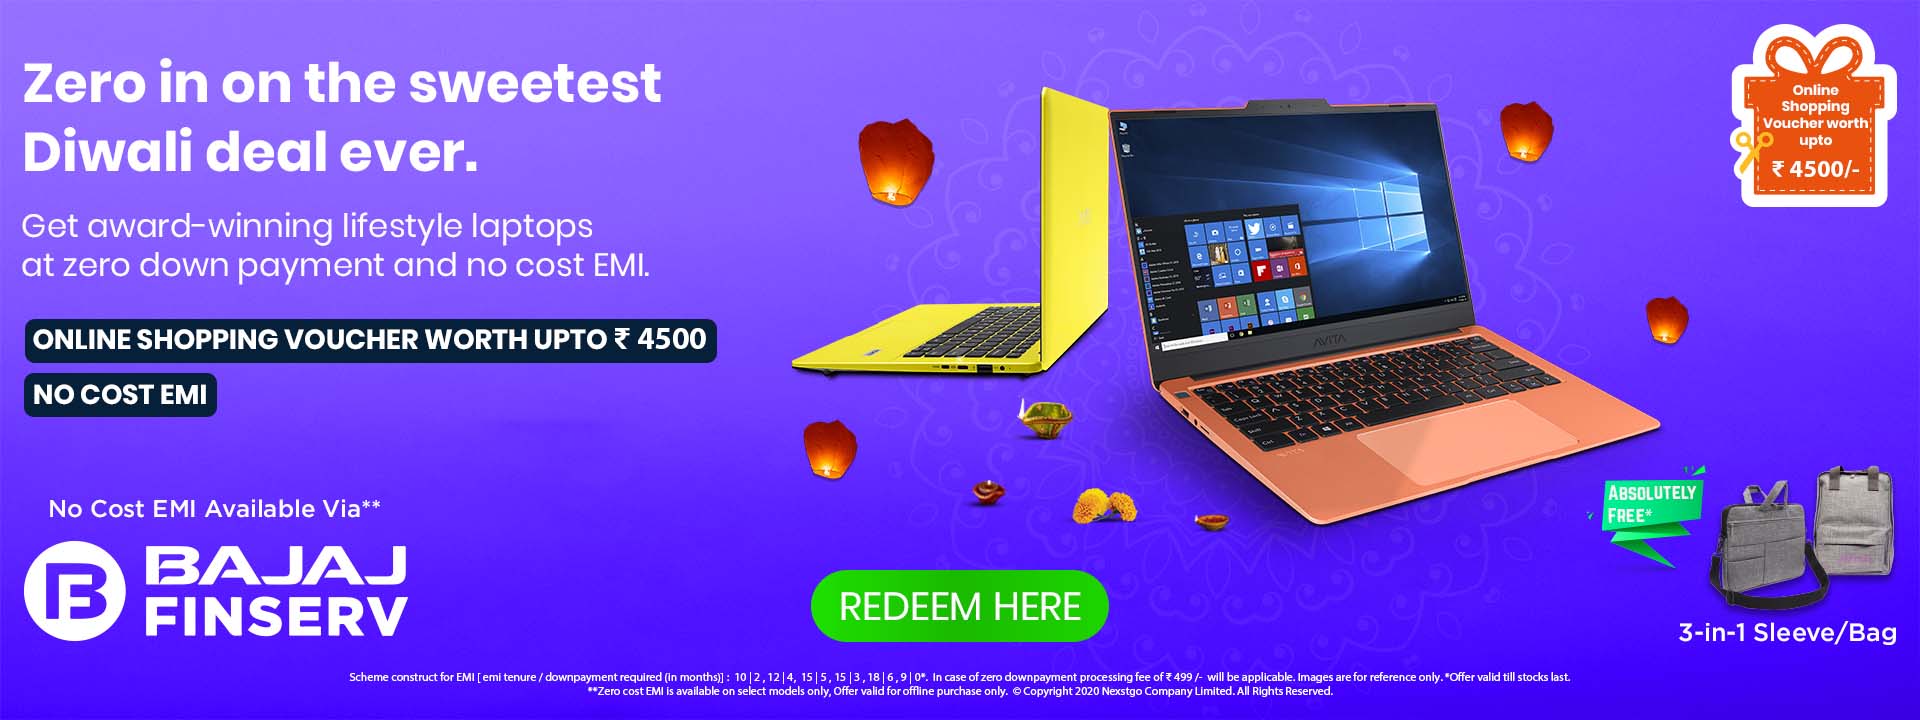 Zero in on the sweetest
Diwali deal ever.
Get award-winning lifestyle laptops
at zero down payment and no cost EMI.
ONLINE SHOPPING VOUCHER WORTH UPTO ₹ 4500
NO COST EMI
No Cost EMI Available Via**
BAJAJ
FINSERV
AVITA
Online
Shopping
Voucher worth
upto
₹ 4500/-
ABSOLUTELY
FREE*
3-in-1 Sleeve/Bag
REDEEM HERE
Scheme construct for EMI [ emi tenure / downpayment required (in months)] : 10 | 2 , 12 | 4, 15 | 5 , 15 | 3 , 18 | 6 , 9 | 0*. In case of zero downpayment processing fee of ₹ 499 /- will be applicable. Images are for reference only. *Offer valid till stocks last.
**Zero cost EMI is available on select models only, Offer valid for offline purchase only. © Copyright 2020 Nexstgo Company Limited. All Rights Reserved.